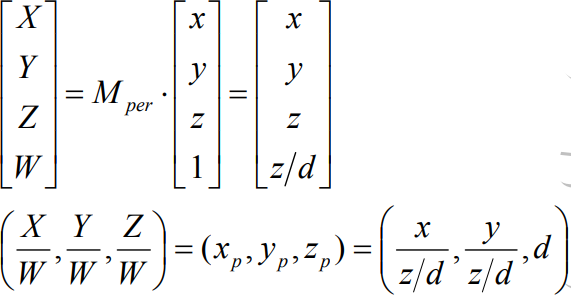 [X Y Z W] = M_per · [x y z 1] = [x y z z/d]
(X/W, Y/W, Z/W) = (x_p, y_p, z_p) = (x/(z/d), y/(z/d), d)